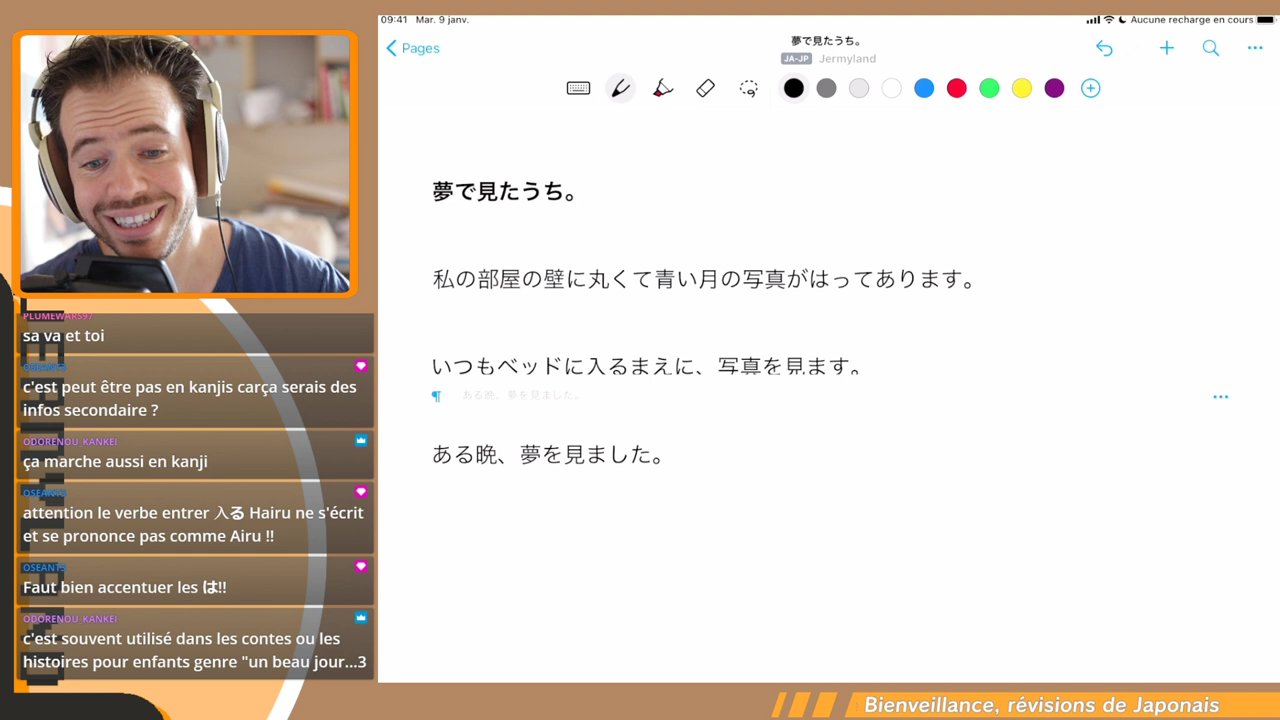 09:41 Mar. 9 janv.
Aucune recharge en cours
Pages
夢で見たうち。
JA-JP Jermyland
夢で見たうち。
私の部屋の壁に丸くて青い月の写真がはってあります。
いつもベッドに入るまえに、写真を見ます。
ある晩、夢を見ました。
ある晩、夢を見ました。
PLUMEWAR597
sa va et toi
c'est peut être pas en kanjis carça serais des
infos secondaire ?
ODORENOU_KANKEI
ça marche aussi en kanji
attention le verbe entrer 入る Hairu ne s'écrit
et se prononce pas comme Airu !!
Faut bien accentuer les は!!
ODORENOU_KANKEI
c'est souvent utilisé dans les contes ou les
histoires pour enfants genre "un beau jour...3
Bienveillance, révisions de Japonais